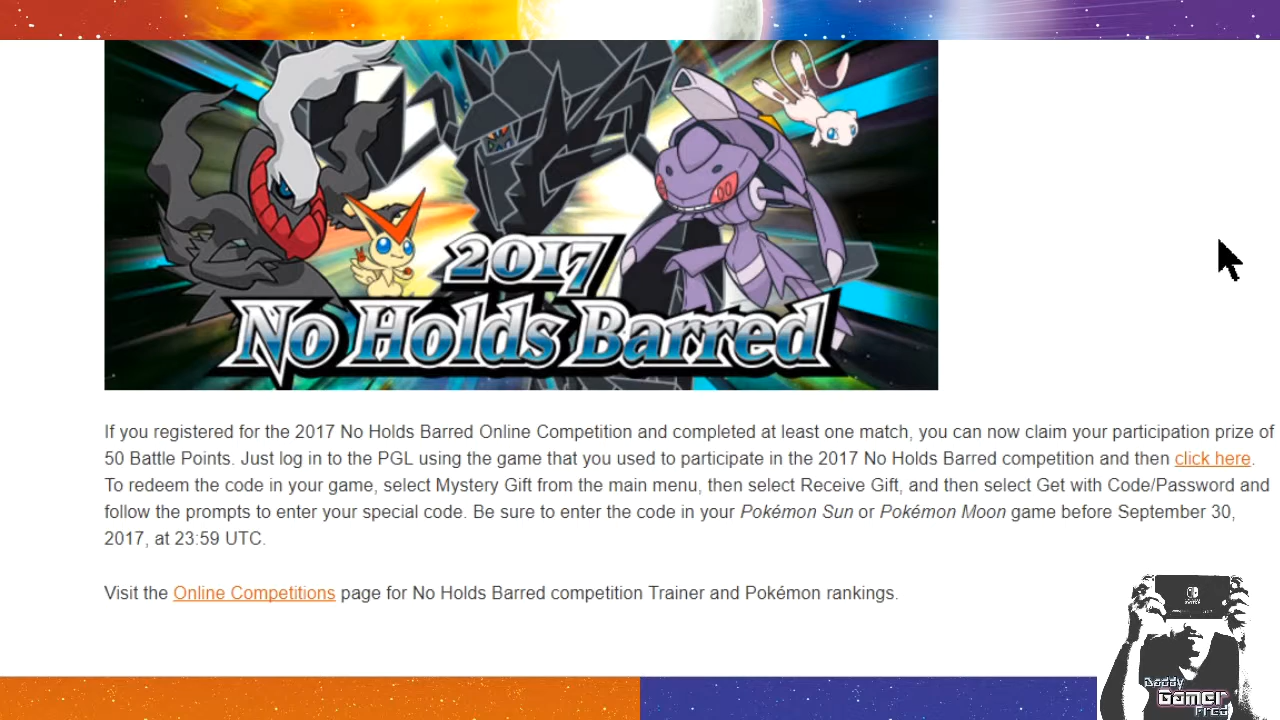 2017
No Holds Barred
If you registered for the 2017 No Holds Barred Online Competition and completed at least one match, you can now claim your participation prize of
50 Battle Points. Just log in to the PGL using the game that you used to participate in the 2017 No Holds Barred competition and then click here.
To redeem the code in your game, select Mystery Gift from the main menu, then select Receive Gift, and then select Get with Code/Password and
follow the prompts to enter your special code. Be sure to enter the code in your Pokémon Sun or Pokémon Moon game before September 30,
2017, at 23:59 UTC.
Visit the Online Competitions page for No Holds Barred competition Trainer and Pokémon rankings.
Daddy
Gamer
Fred